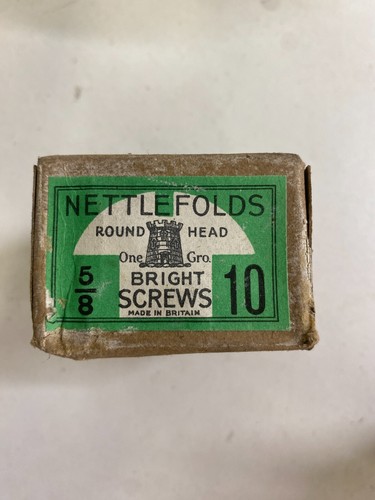 NETTLEFOLDS
ROUND HEAD
One Gro.
5/8 BRIGHT 10
SCREWS
MADE IN BRITAIN